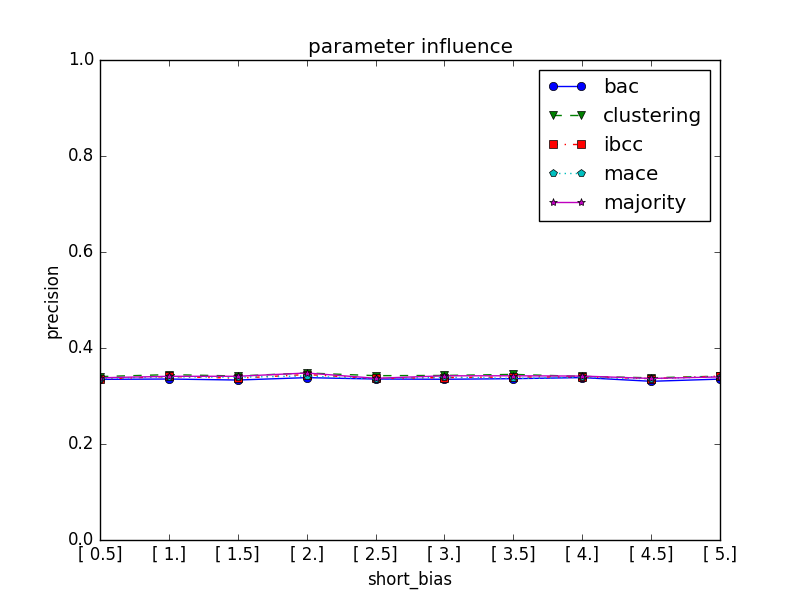 parameter influence
1.0
0.8
0.6
0.4
0.2
0.0
precision
bac
clustering
ibcc
mace
majority
[ 0.5] [ 1.] [ 1.5] [ 2.] [ 2.5] [ 3.] [ 3.5] [ 4.] [ 4.5] [ 5.]
short_bias